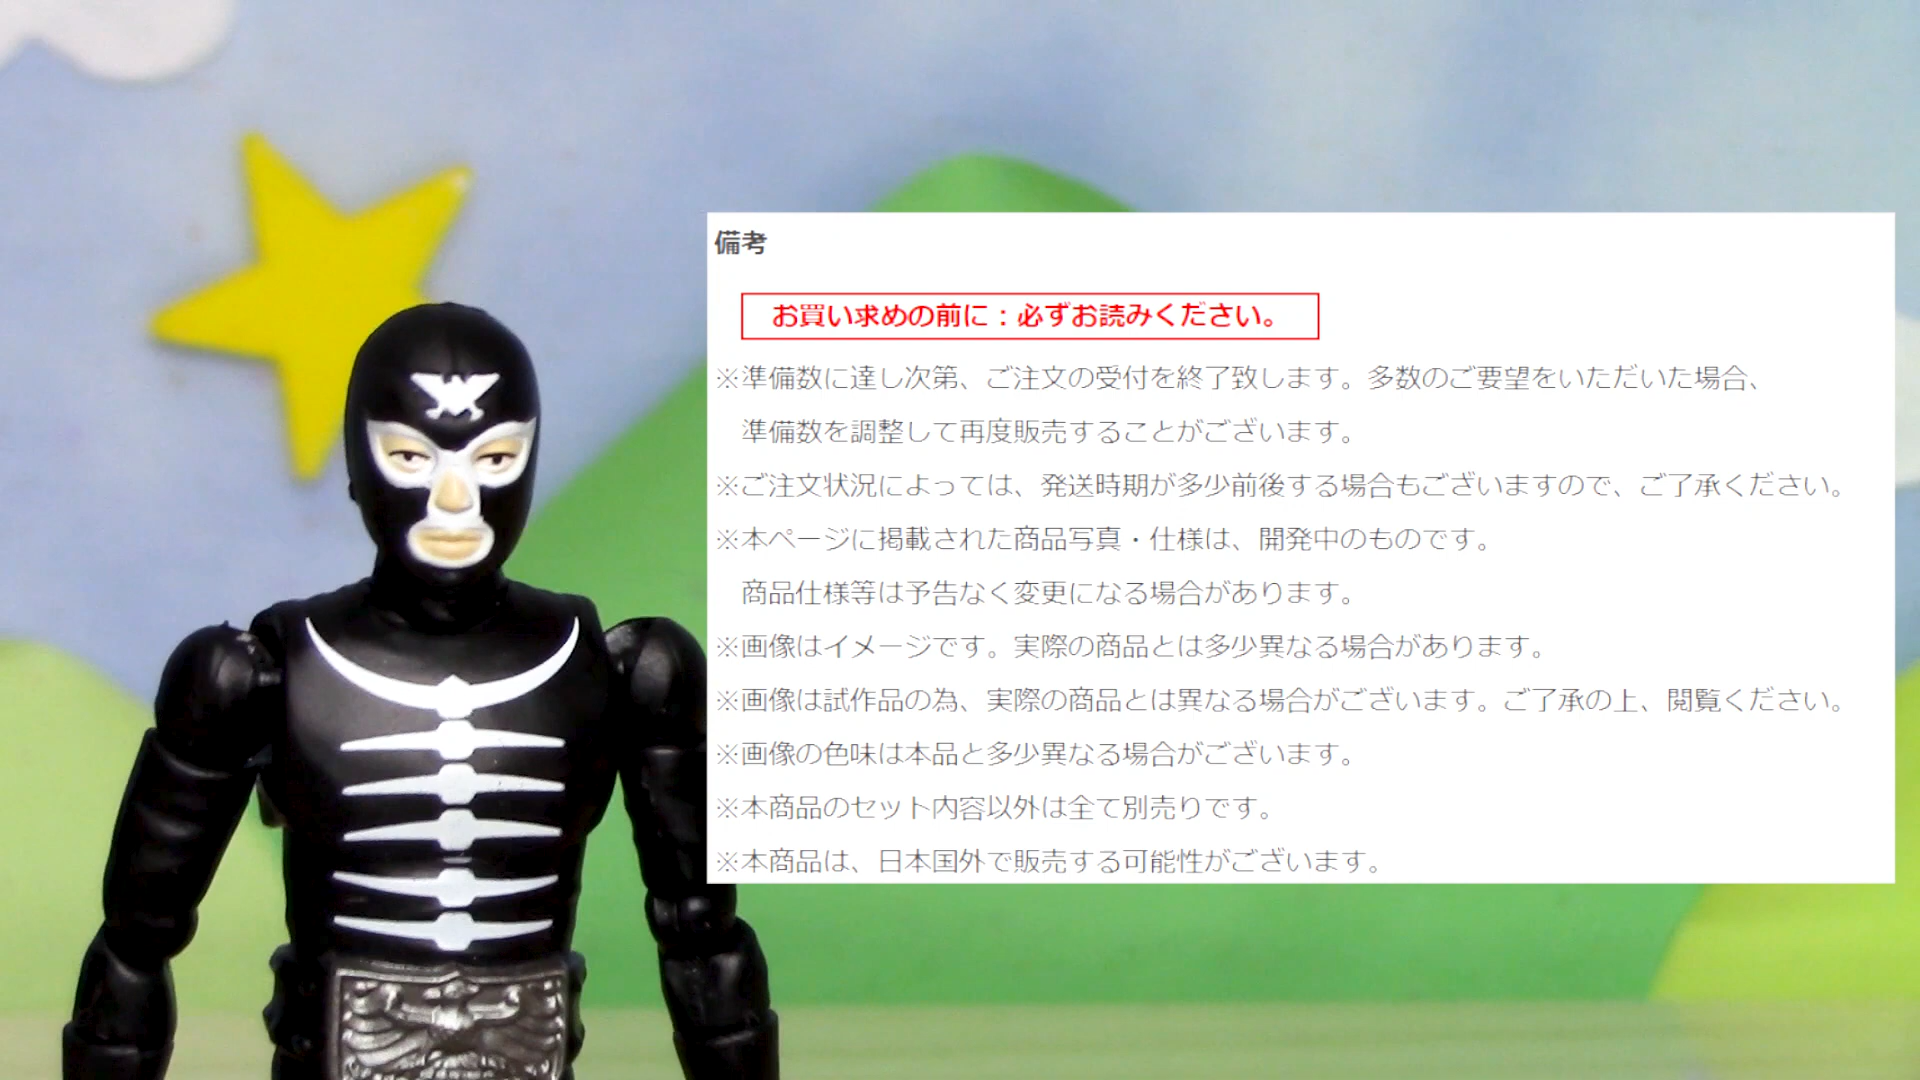 備考
お買い求めの前に：必ずお読みください。
※準備数に達し次第、ご注文の受付を終了致します。多数のご要望をいただいた場合、
準備数を調整して再度販売することがございます。
※ご注文状況によっては、発送時期が多少前後する場合もございますので、ご了承ください。
※本ページに掲載された商品写真・仕様は、開発中のものです。
商品仕様等は予告なく変更になる場合があります。
※画像はイメージです。実際の商品とは多少異なる場合があります。
※画像は試作品の為、実際の商品とは異なる場合がございます。ご了承の上、閲覧ください。
※画像の色味は本品と多少異なる場合がございます。
※本商品のセット内容以外は全て別売りです。
※本商品は、日本国外で販売する可能性がございます。